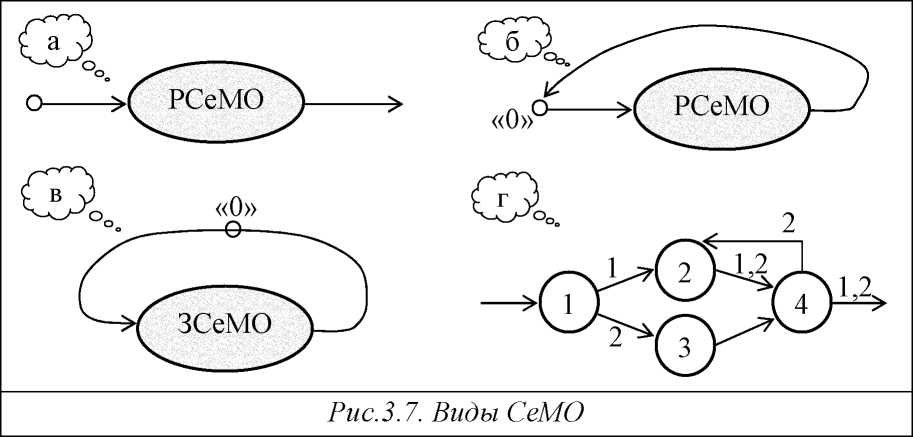 а
РСеМО
б
«0»
РСеМО
в
«0»
ЗСеМО
г
1
1
2
2
3
1,2
2
4
1,2
Рис.3.7. Виды СеМО